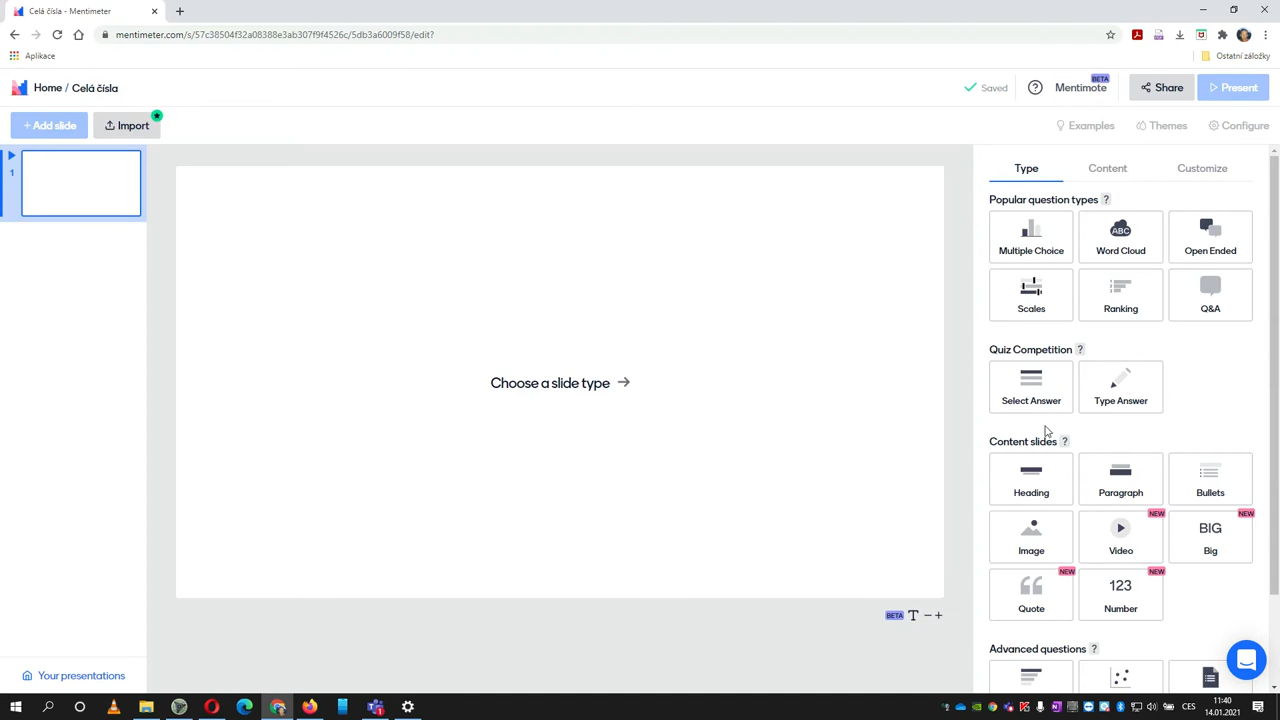 Celá čísla - Mentimeter
mentimeter.com/s/57c38504f32a08388e3ab307f9f4526c/5db3a6009f58/edit?
Aplikace
Ostatní záložky
Home / Celá čísla
Saved
Mentimote
BETA
Share
Present
+ Add slide
Import
Examples
Themes
Configure
1
Choose a slide type
BETA
Your presentations
Type
Content
Customize
Popular question types ?
Multiple Choice
ABC
Word Cloud
Open Ended
Scales
Ranking
Q&A
Quiz Competition ?
Select Answer
Type Answer
Content slides ?
Heading
Paragraph
Bullets
Image
NEW
Video
NEW
BIG
Big
NEW
Quote
NEW
123
Number
Advanced questions ?
CES
11:40
14.01.2021